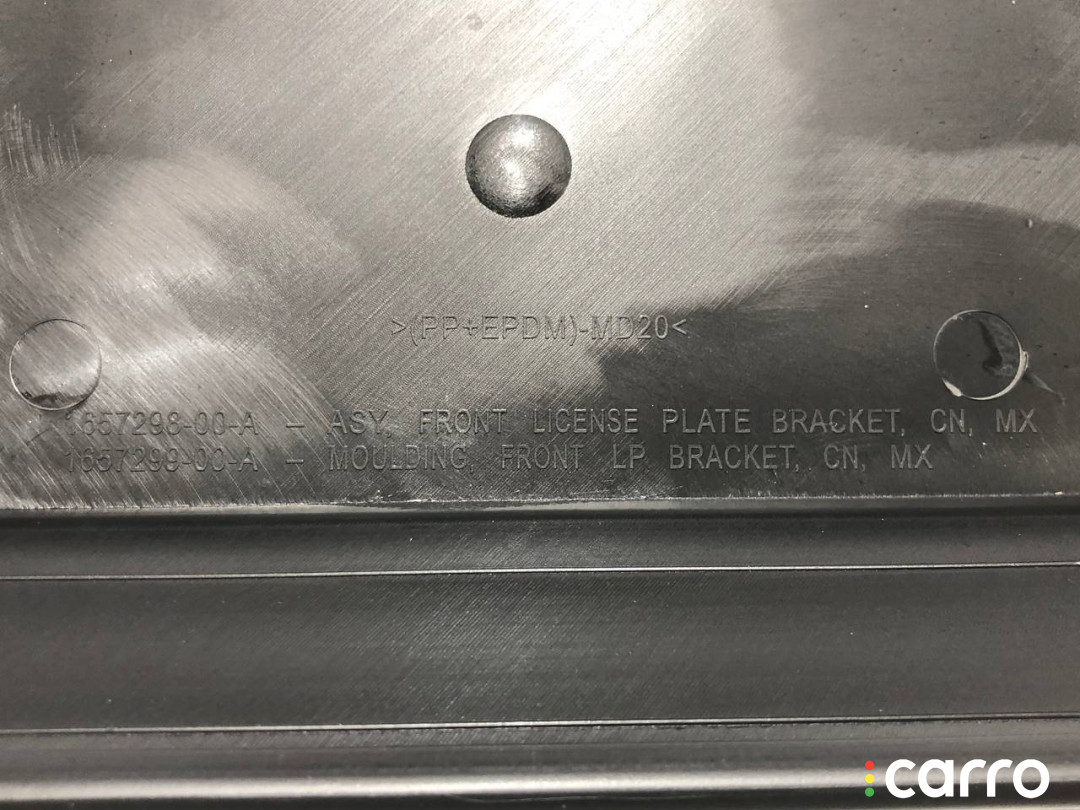 >(PP+EPDM)-MD20<
1657298-00-A – ASY, FRONT LICENSE PLATE BRACKET, CN, MX
1657299-00-A – MOULDING, FRONT LP BRACKET, CN, MX
carro